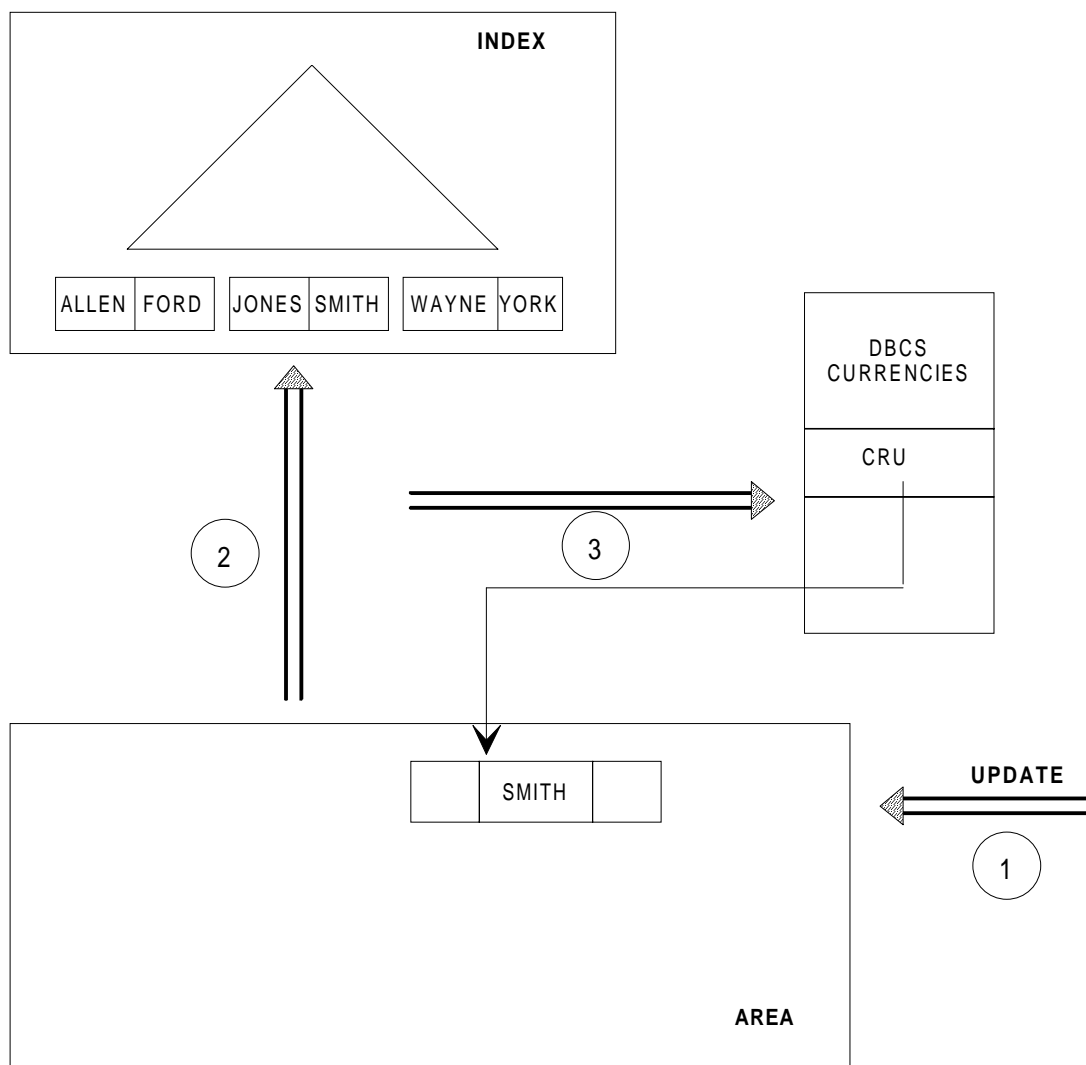 INDEX
ALLEN FORD JONES SMITH WAYNE YORK
DBCS
CURRENCIES
CRU
2
3
SMITH
UPDATE
1
AREA